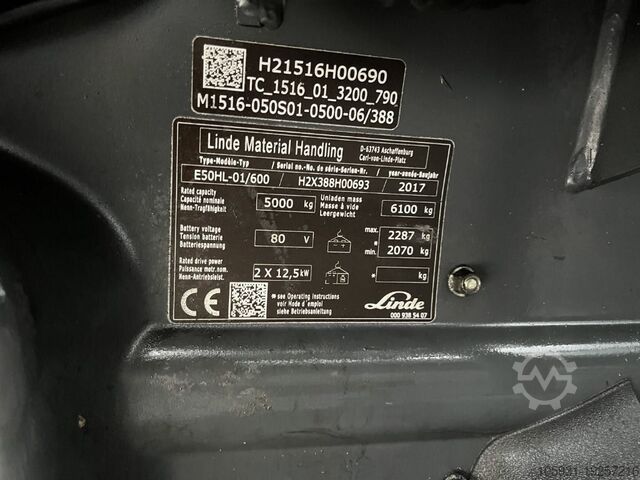 H21516H00690
TC_1516_01_3200_790
M1516-050S01-0500-06/388
Linde Material Handling
D-63743 Aschaffenburg
Carl-von-Linde-Platz
Type-Modèle-Typ / Serial no.-No. de série-Serien-Nr. / year-année-Baujahr
E50HL-01/600 H2X388H00693 2017
Rated capacity
Capacité nominale
Nenn-Tragfähigkeit
5000 kg
Unladen mass
Masse à vide
Leergewicht
6100 kg
Battery voltage
Tension batterie
Batteriespannung
80 V
max. 2287 kg
*
min. 2070 kg
Rated drive power
Puissance motr. nom.
Nenn-Antriebsleist.
2 X 12,5 kW
* kg
CE
* see Operating Instructions
voir Mode d'emploi
siehe Betriebsanleitung
Linde
000 938 54 07
105931-19257216